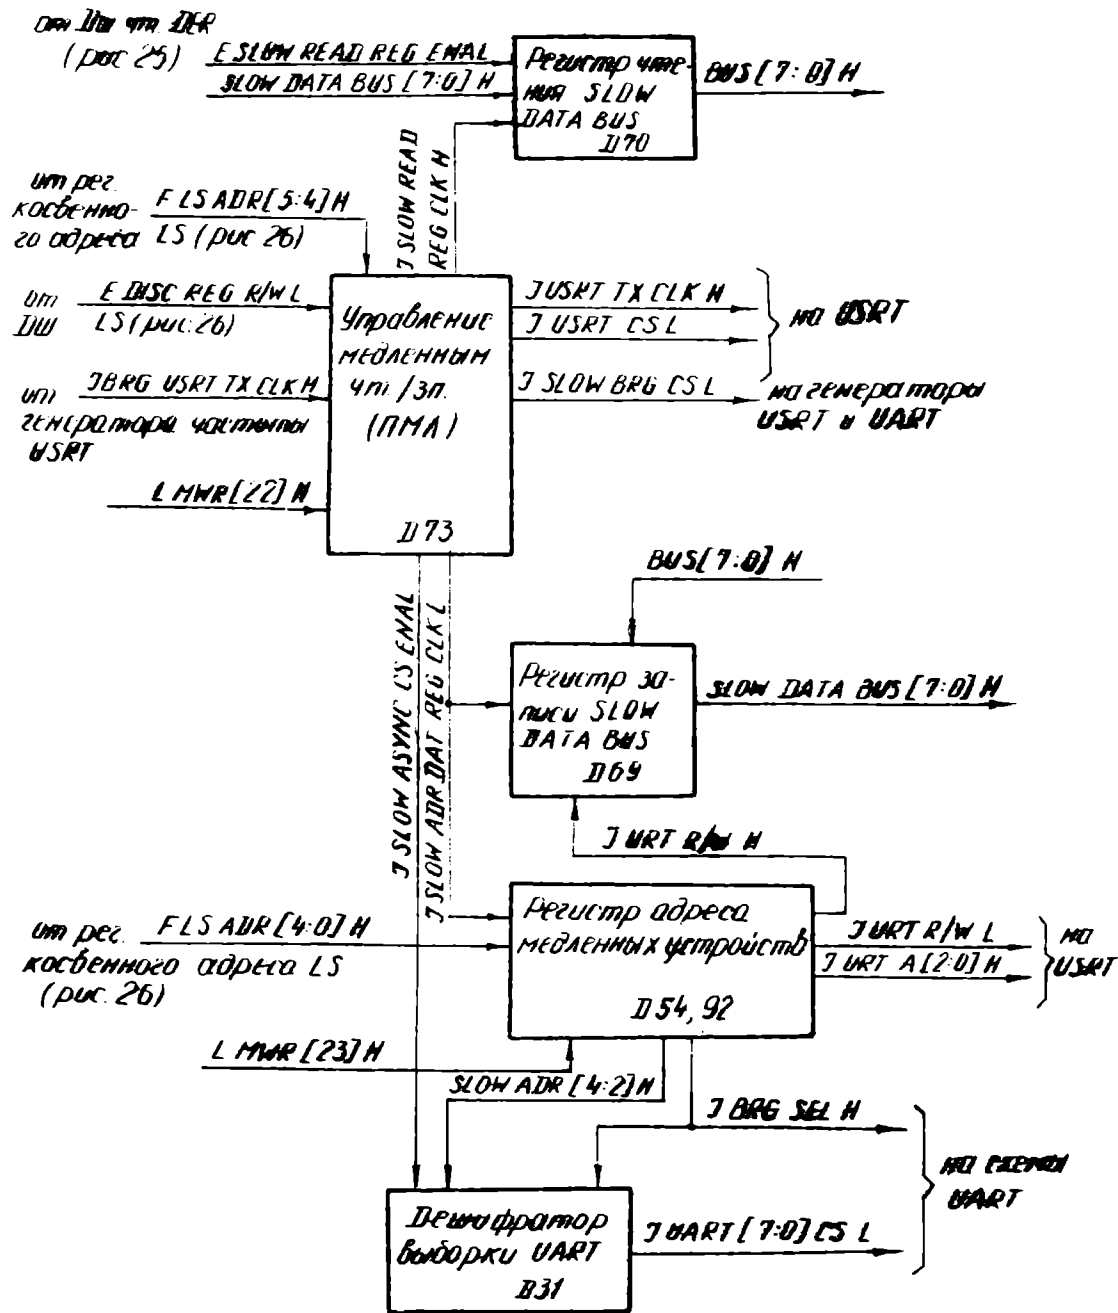 от DШ чт. DER
(рис 25)
E SLOW READ REG ENAL
SLOW DATA BUS [7:0] H
Регистр чте-
ния SLOW
DATA BUS
D70
BUS [7:0] H
J SLOW READ
REG CLK H
от рег.
косвенно-
го адреса LS (рис 26)
F LS ADR [5:4] H
от
DШ
E DISC REG R/W L
LS (рис. 26)
J BRG USRT TX CLK H
от
генератора частоты
USRT
L MWR [22] H
Управление
медленным
чт./зп.
(ПМЛ)
D73
J USRT TX CLK H
J USRT CS L
на USRT
J SLOW BRG CS L
на генераторы
USRT и UART
J SLOW ASYNC CS ENAL
J SLOW ADR DAT REG CLK L
BUS [7:0] H
Регистр за-
писи SLOW
DATA BUS
D69
SLOW DATA BUS [7:0] H
J URT R/W H
от рег.
косвенного адреса LS
(рис. 26)
F LS ADR [4:0] H
Регистр адреса
медленных устройств
D54, 92
J URT R/W L
J URT A [2:0] H
на
USRT
L MWR [23] H
SLOW ADR [4:2] H
J BRG SEL H
на схемы
UART
Дешифратор
выборки UART
D31
J UART [7:0] CS L